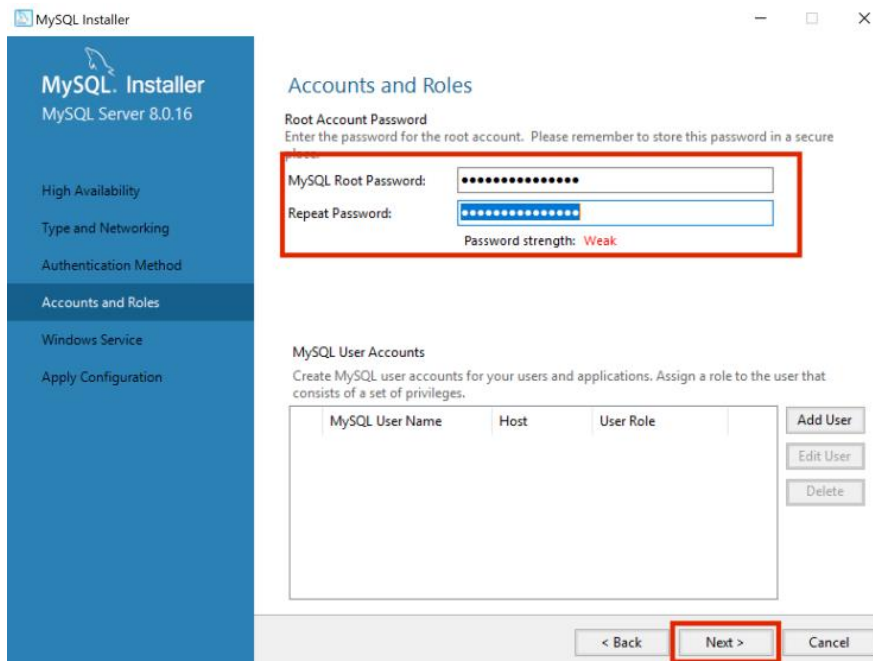 MySQL Installer
MySQL. Installer
MySQL Server 8.0.16
High Availability
Type and Networking
Authentication Method
Accounts and Roles
Windows Service
Apply Configuration
Accounts and Roles
Root Account Password
Enter the password for the root account. Please remember to store this password in a secure
place.
MySQL Root Password: •••••••••••••••
Repeat Password: •••••••••••••••
Password strength: Weak
MySQL User Accounts
Create MySQL user accounts for your users and applications. Assign a role to the user that
consists of a set of privileges.
MySQL User Name Host User Role
Add User
Edit User
Delete
< Back Next > Cancel